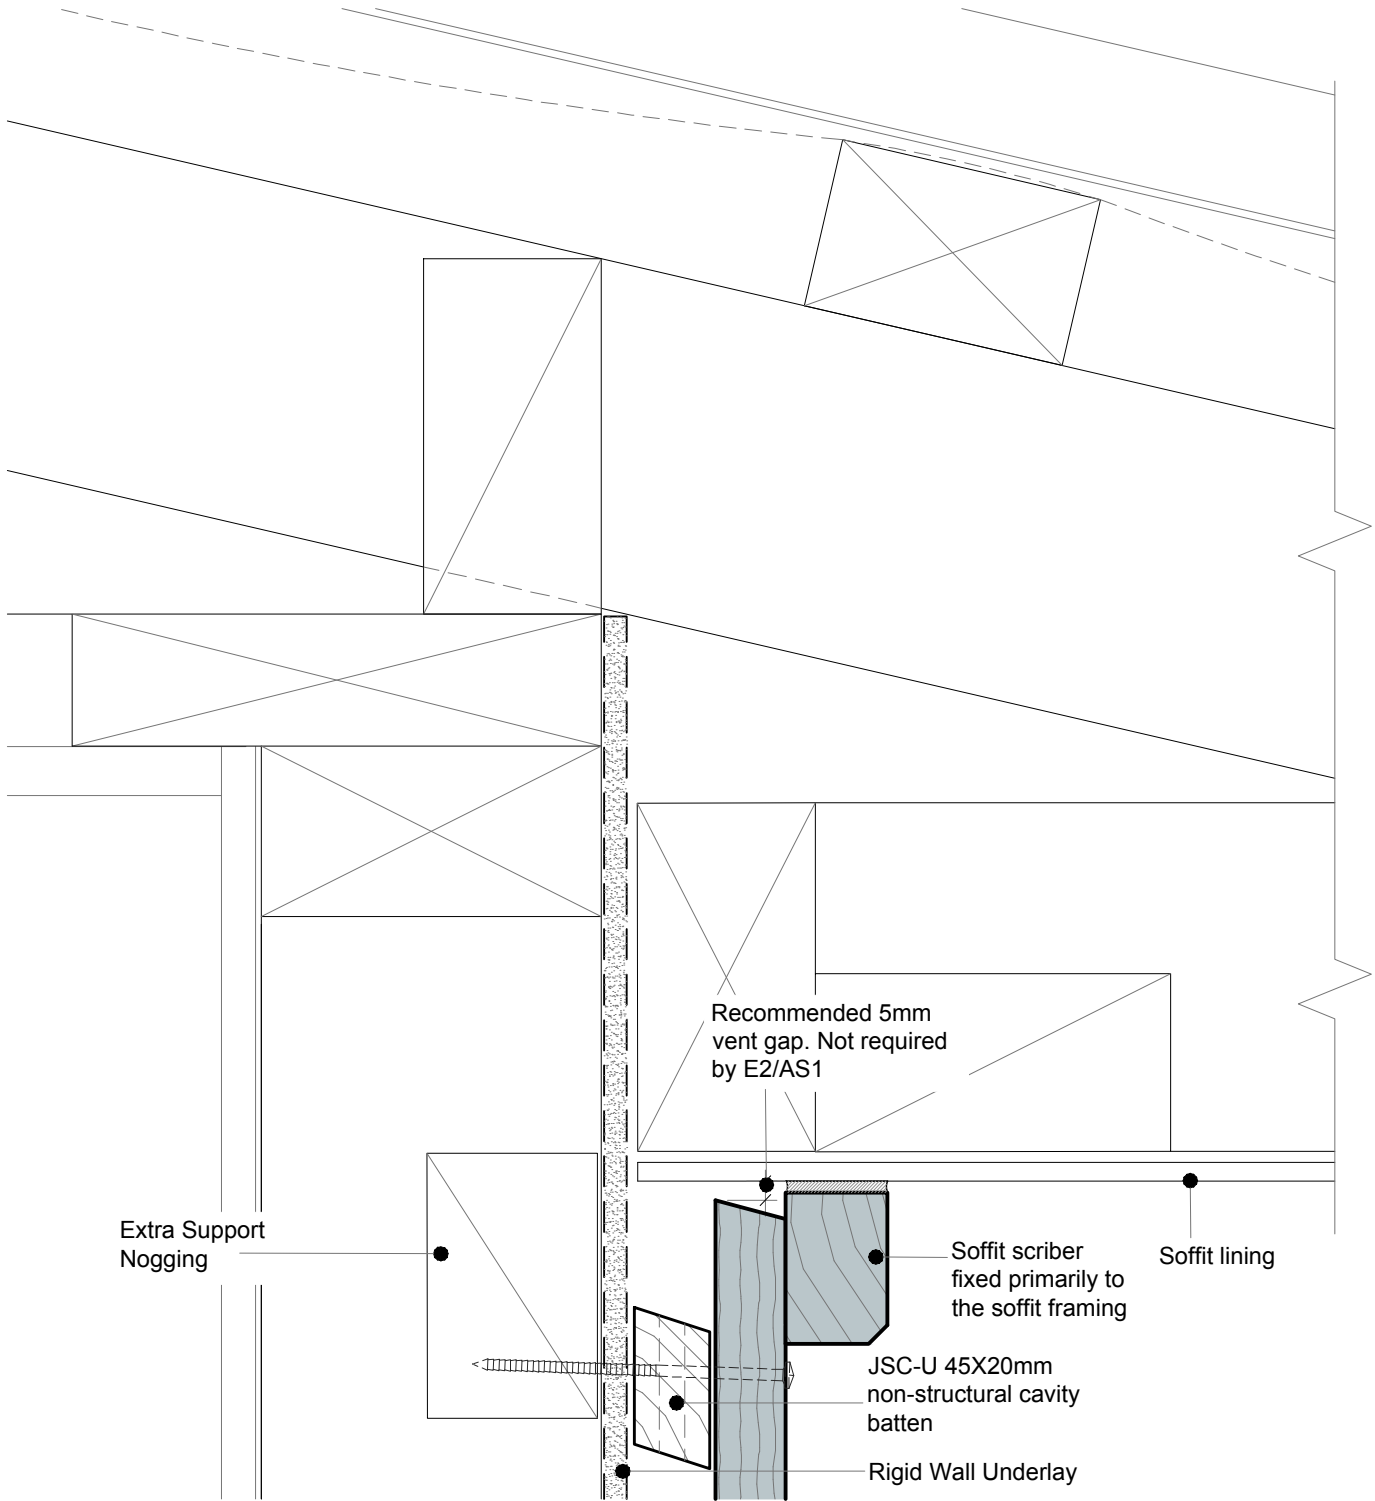 Recommended 5mm
vent gap. Not required
by E2/AS1
Extra Support
Nogging
Soffit scriber
fixed primarily to
the soffit framing
Soffit lining
JSC-U 45X20mm
non-structural cavity
batten
Rigid Wall Underlay